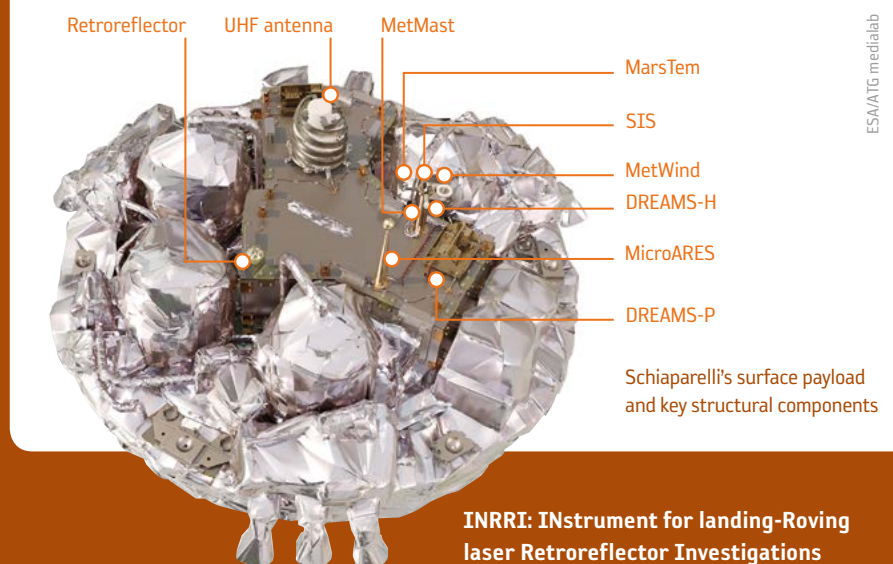 Retroreflector
UHF antenna
MetMast
MarsTem
SIS
MetWind
DREAMS-H
MicroARES
DREAMS-P
ESA/ATG medialab
Schiaparelli's surface payload
and key structural components
INRRI: INstrument for landing-Roving
laser Retroreflector Investigations